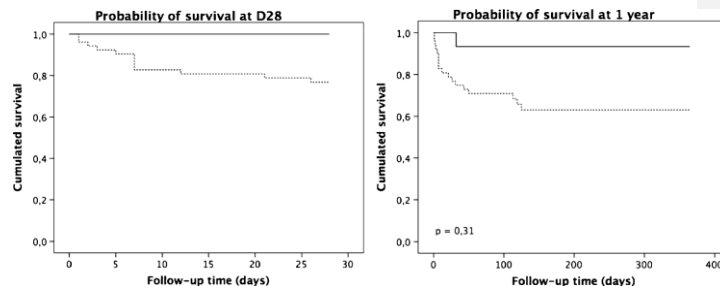 Probability of survival at D28
Cumulated survival
1,0
0,8
0,6
0,4
0,2
0,0
0 5 10 15 20 25 30
Follow-up time (days)
Probability of survival at 1 year
Cumulated survival
1,0
0,8
0,6
0,4
0,2
0,0
p = 0,31
0 100 200 300 400
Follow-up time (days)